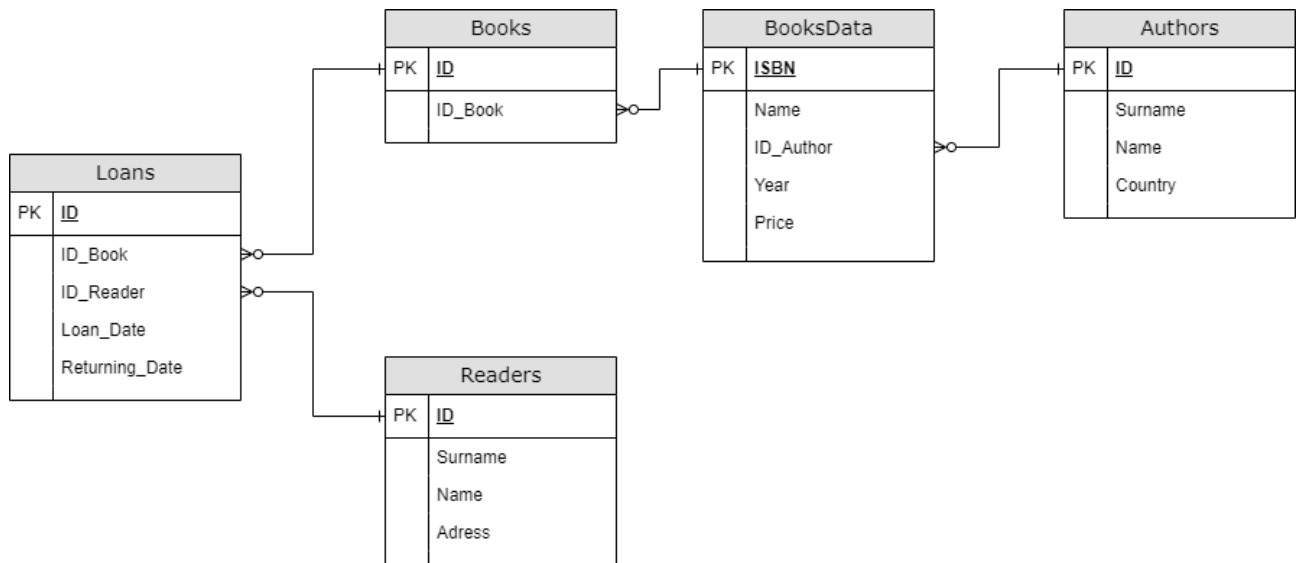 Books
PK ID
ID_Book
BooksData
PK ISBN
Name
ID_Author
Year
Price
Authors
PK ID
Surname
Name
Country
Loans
PK ID
ID_Book
ID_Reader
Loan_Date
Returning_Date
Readers
PK ID
Surname
Name
Adress